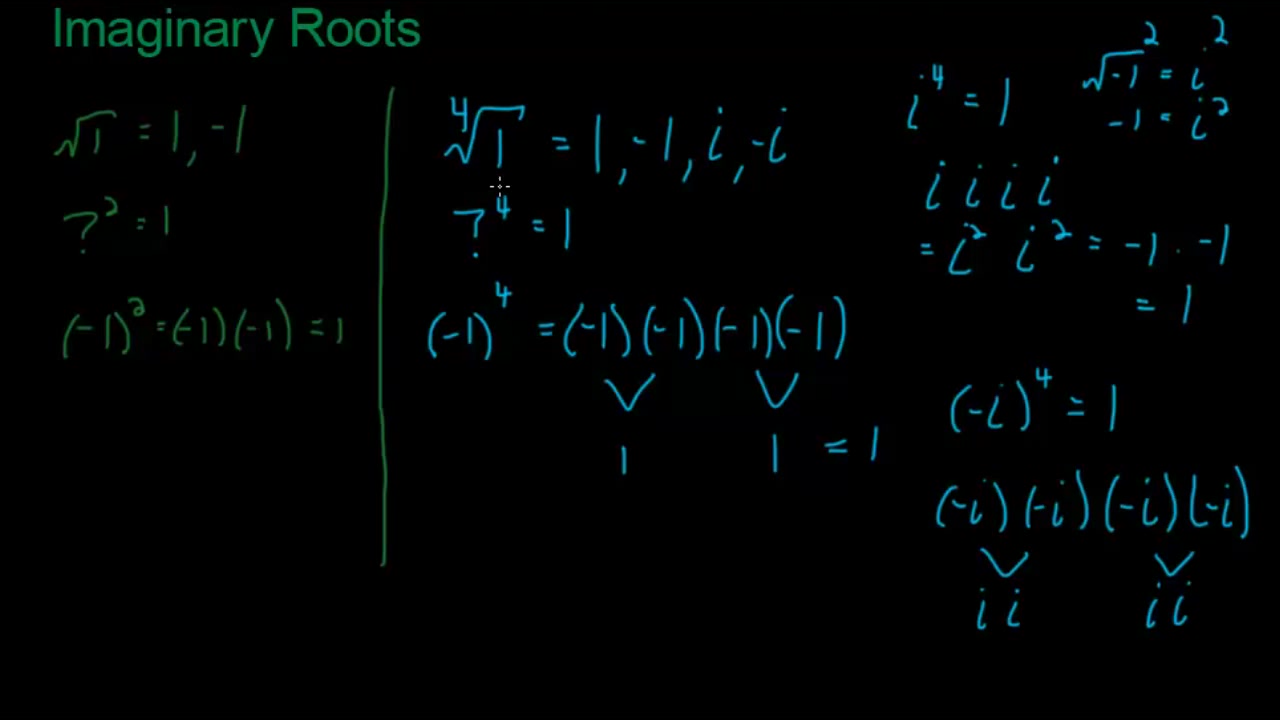 Imaginary Roots
√1 = 1, -1
?² = 1
(-1)² = (-1)(-1) = 1
∜1 = 1, -1, i, -i
?⁴ = 1
(-1)⁴ = (-1)(-1)(-1)(-1)
1 1 = 1
i⁴ = 1
√-1² = i²
-1 = i²
i i i i
= i² i² = -1 · -1
= 1
(-i)⁴ = 1
(-i)(-i)(-i)(-i)
i i i i